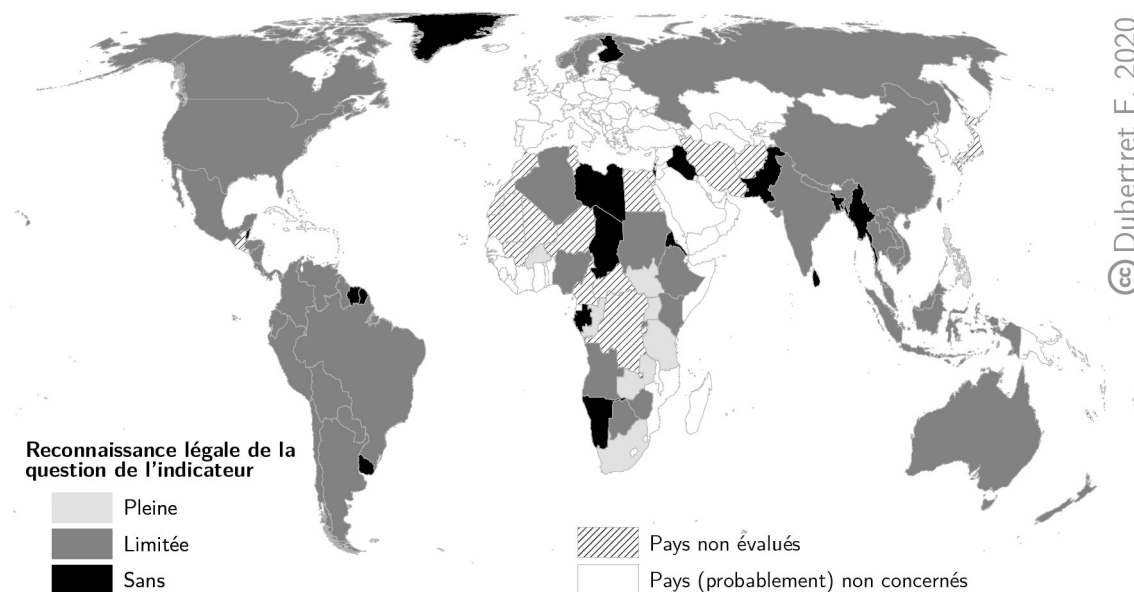 cc Dubertret F. 2020
Reconnaissance légale de la
question de l'indicateur
Pleine
Limitée
Sans
Pays non évalués
Pays (probablement) non concernés